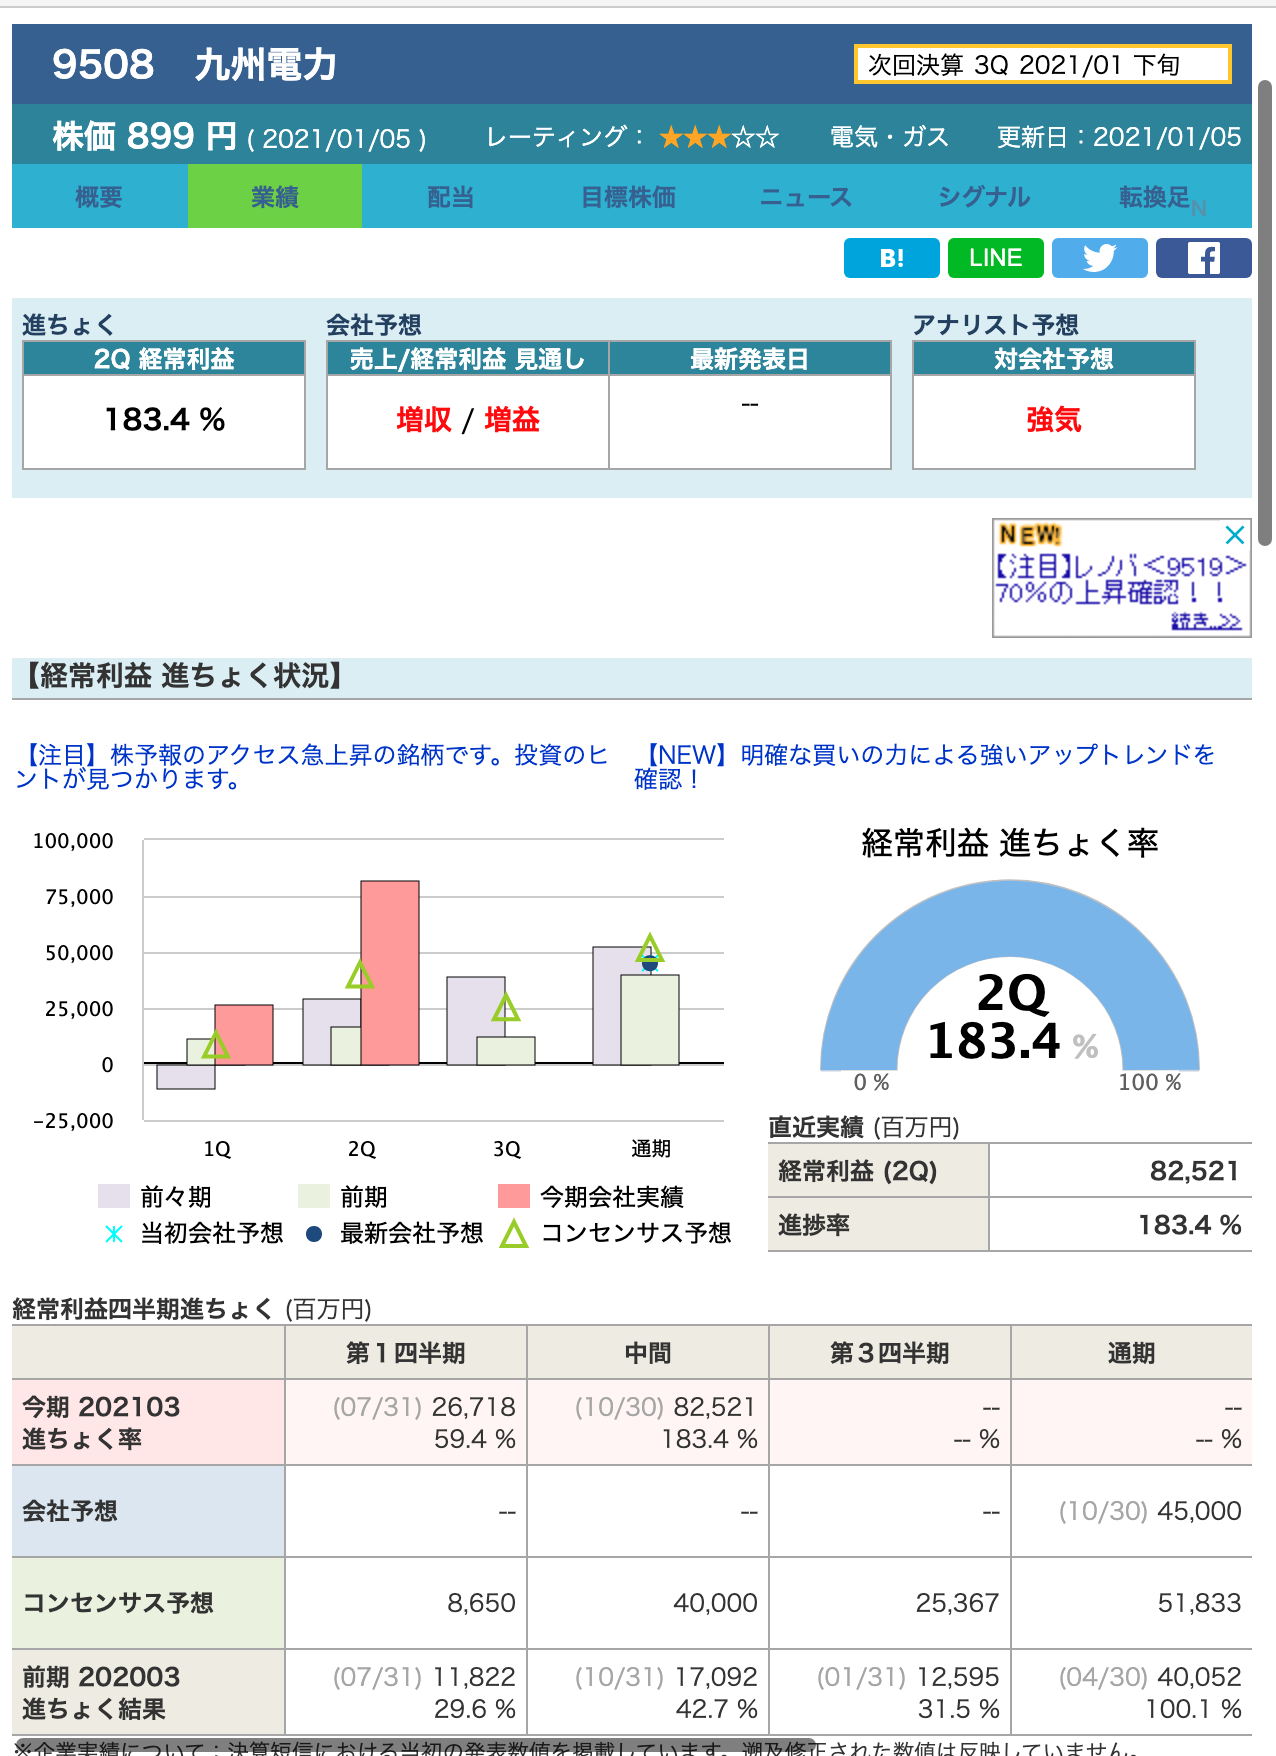 9508 九州電力
次回決算 3Q 2021/01 下旬
株価 899 円 ( 2021/01/05 ) レーティング： ★★★☆☆ 電気・ガス 更新日：2021/01/05
概要 業績 配当 目標株価 ニュース シグナル 転換足N
B! LINE
進ちょく 会社予想 アナリスト予想
2Q 経常利益 売上/経常利益 見通し 最新発表日 対会社予想
183.4 % 増収 / 増益 -- 強気
NEW!
【注目】レノバ<9519>
70%の上昇確認！！
続き..>>
【経常利益 進ちょく状況】
【注目】株予報のアクセス急上昇の銘柄です。投資のヒ
ントが見つかります。
【NEW】明確な買いの力による強いアップトレンドを
確認！
100,000
75,000
50,000
25,000
0
-25,000
1Q 2Q 3Q 通期
前々期 前期 今期会社実績
当初会社予想 最新会社予想 コンセンサス予想
経常利益 進ちょく率
2Q
183.4 %
0 % 100 %
直近実績 (百万円)
経常利益 (2Q) 82,521
進捗率 183.4 %
経常利益四半期進ちょく (百万円)
第１四半期 中間 第３四半期 通期
今期 202103 (07/31) 26,718 (10/30) 82,521 -- --
進ちょく率 59.4 % 183.4 % -- % -- %
会社予想 -- -- -- (10/30) 45,000
コンセンサス予想 8,650 40,000 25,367 51,833
前期 202003 (07/31) 11,822 (10/31) 17,092 (01/31) 12,595 (04/30) 40,052
進ちょく結果 29.6 % 42.7 % 31.5 % 100.1 %
※企業実績について：決算短信における当初の発表数値を掲載しています。遡及修正された数値は反映していません。